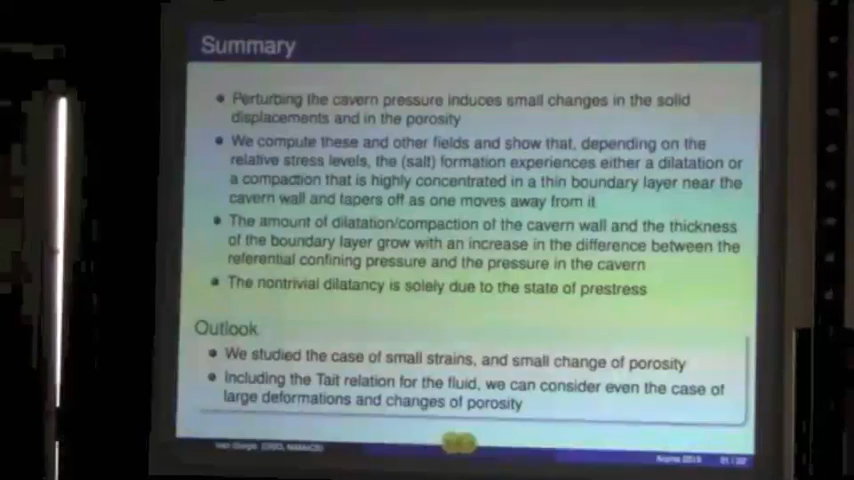 Summary
Perturbing the cavern pressure induces small changes in the solid
displacements and in the porosity
We compute these and other fields and show that, depending on the
relative stress levels, the (salt) formation experiences either a dilatation or
a compaction that is highly concentrated in a thin boundary layer near the
cavern wall and tapers off as one moves away from it
The amount of dilatation/compaction of the cavern wall and the thickness
of the boundary layer grow with an increase in the difference between the
referential confining pressure and the pressure in the cavern
The nontrivial dilatancy is solely due to the state of prestress
Outlook
We studied the case of small strains, and small change of porosity
Including the Tait relation for the fluid, we can consider even the case of
large deformations and changes of porosity